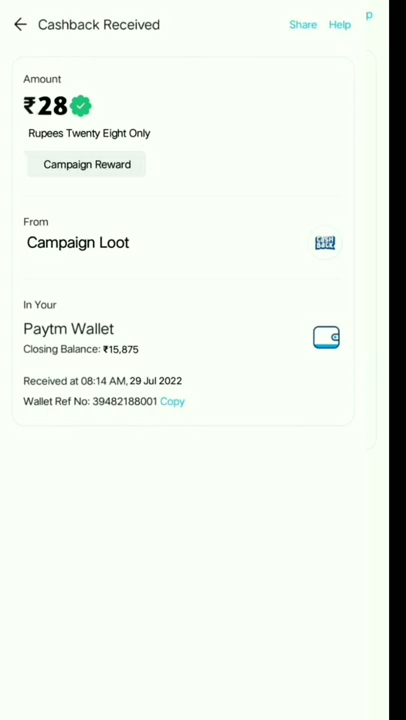 Cashback Received
Share
Help
p
Amount
₹28
Rupees Twenty Eight Only
Campaign Reward
From
Campaign Loot
In Your
Paytm Wallet
Closing Balance: ₹15,875
Received at 08:14 AM, 29 Jul 2022
Wallet Ref No: 39482188001 Copy